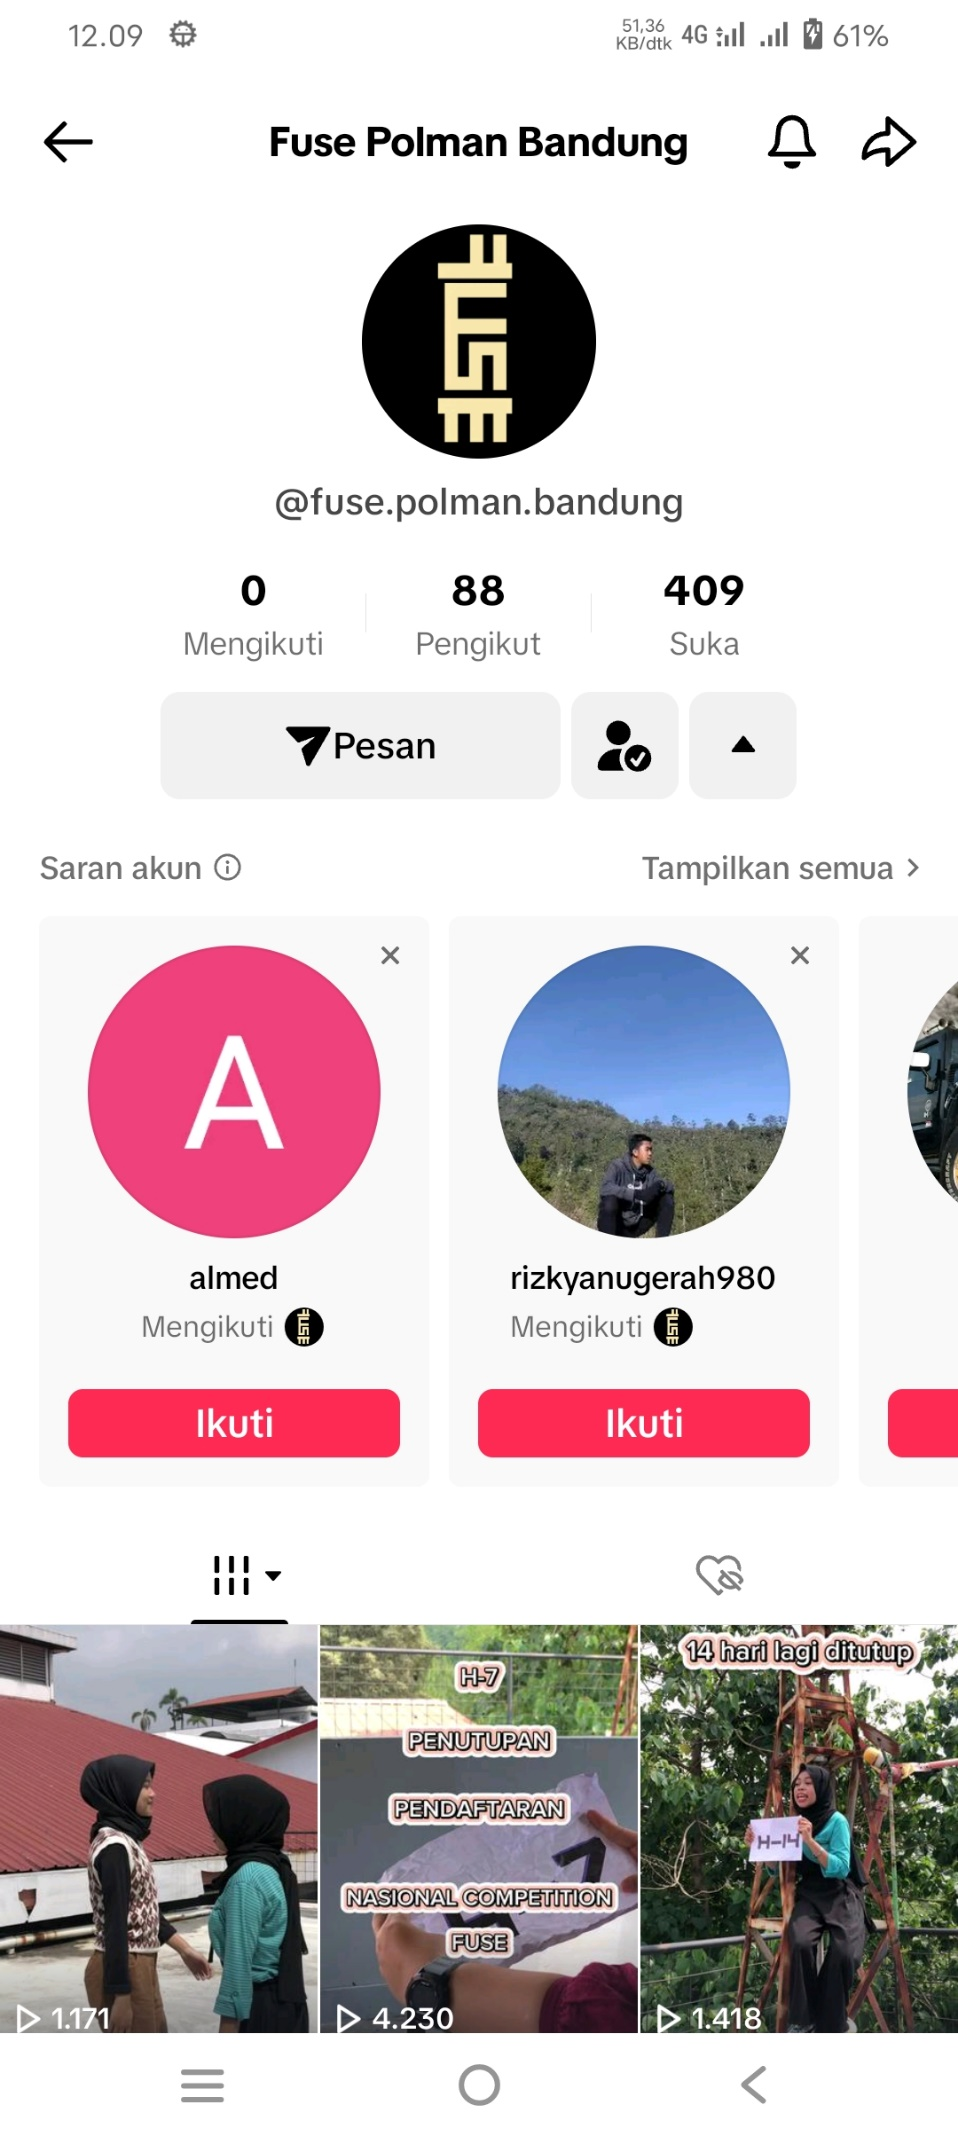 12.09
51,36
KB/dtk
4G
61%
Fuse Polman Bandung
FUSE
@fuse.polman.bandung
0
88
409
Mengikuti
Pengikut
Suka
Pesan
Saran akun
Tampilkan semua >
A
almed
rizkyanugerah980
Mengikuti
Mengikuti
Ikuti
Ikuti
H-7
PENUTUPAN
PENDAFTARAN
NASIONAL COMPETITION
FUSE
14 hari lagi ditutup
H-14
1.171
4.230
1.418